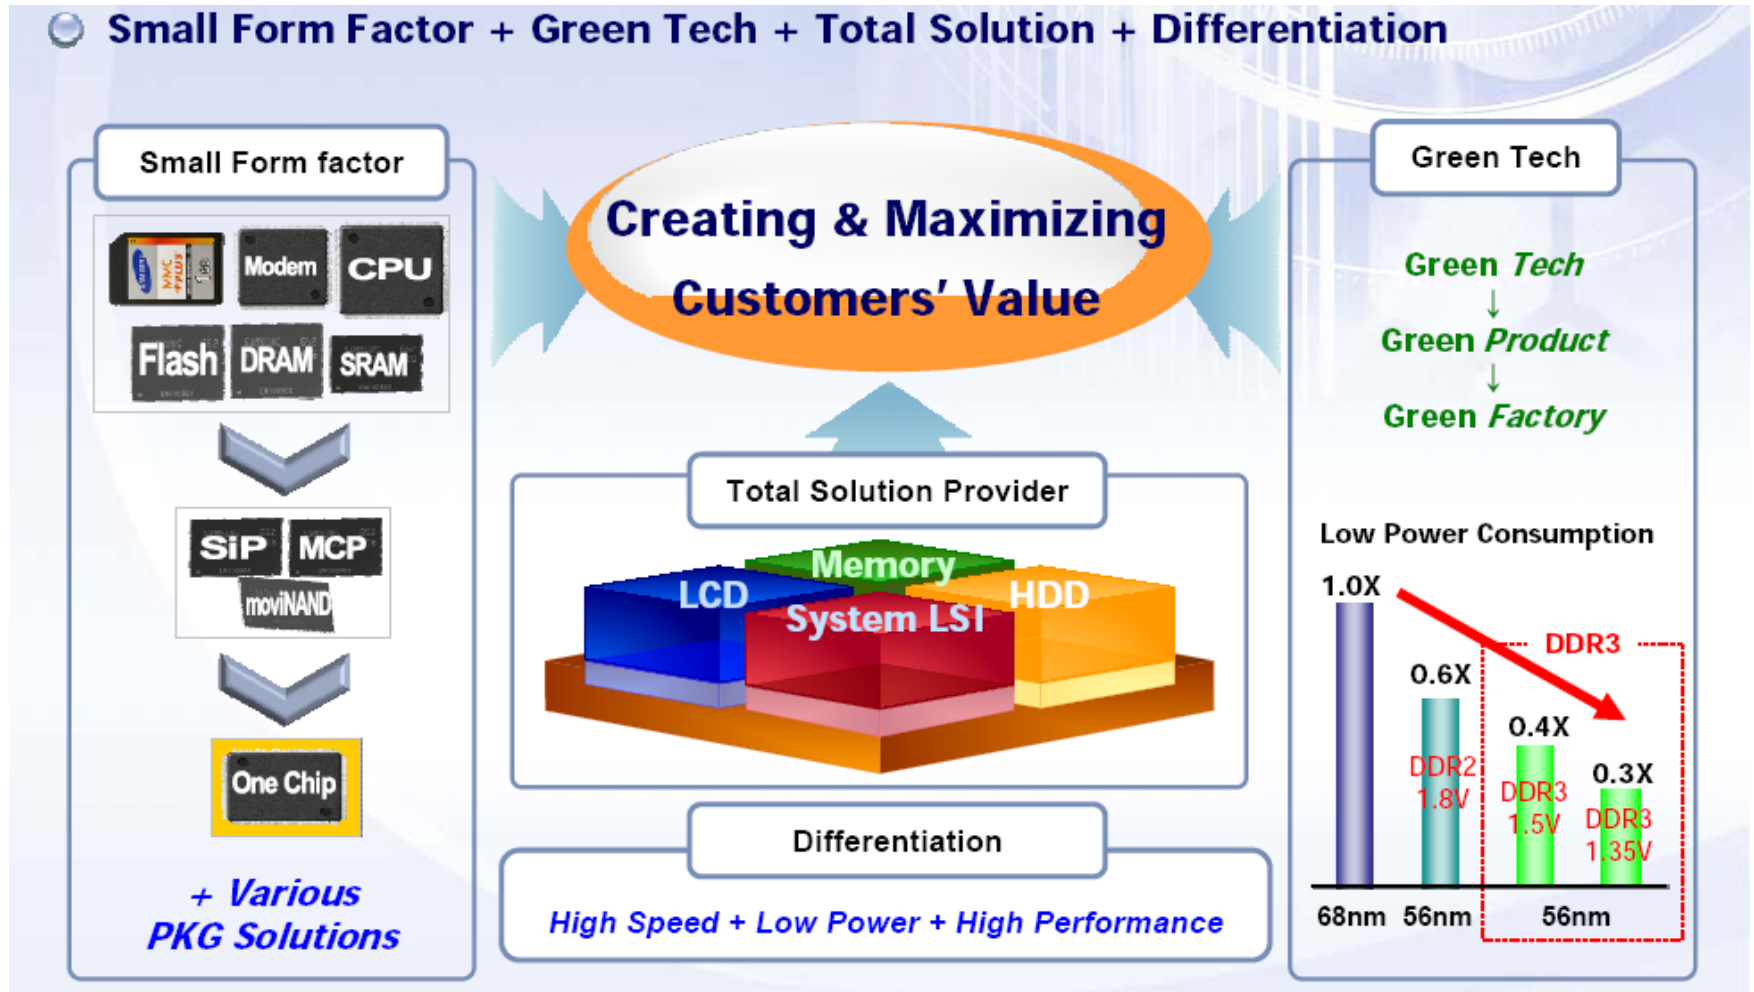 Small Form Factor + Green Tech + Total Solution + Differentiation
Small Form factor
MMC
PLUS
Modem
CPU
Flash
DRAM
SRAM
SiP
MCP
moviNAND
One Chip
+ Various
PKG Solutions
Creating & Maximizing
Customers' Value
Total Solution Provider
Memory
LCD
HDD
System LSI
Differentiation
High Speed + Low Power + High Performance
Green Tech
Green Tech
↓
Green Product
↓
Green Factory
Low Power Consumption
1.0X
DDR3
0.6X
0.4X
0.3X
DDR2
1.8V
DDR3
1.5V
DDR3
1.35V
68nm
56nm
56nm